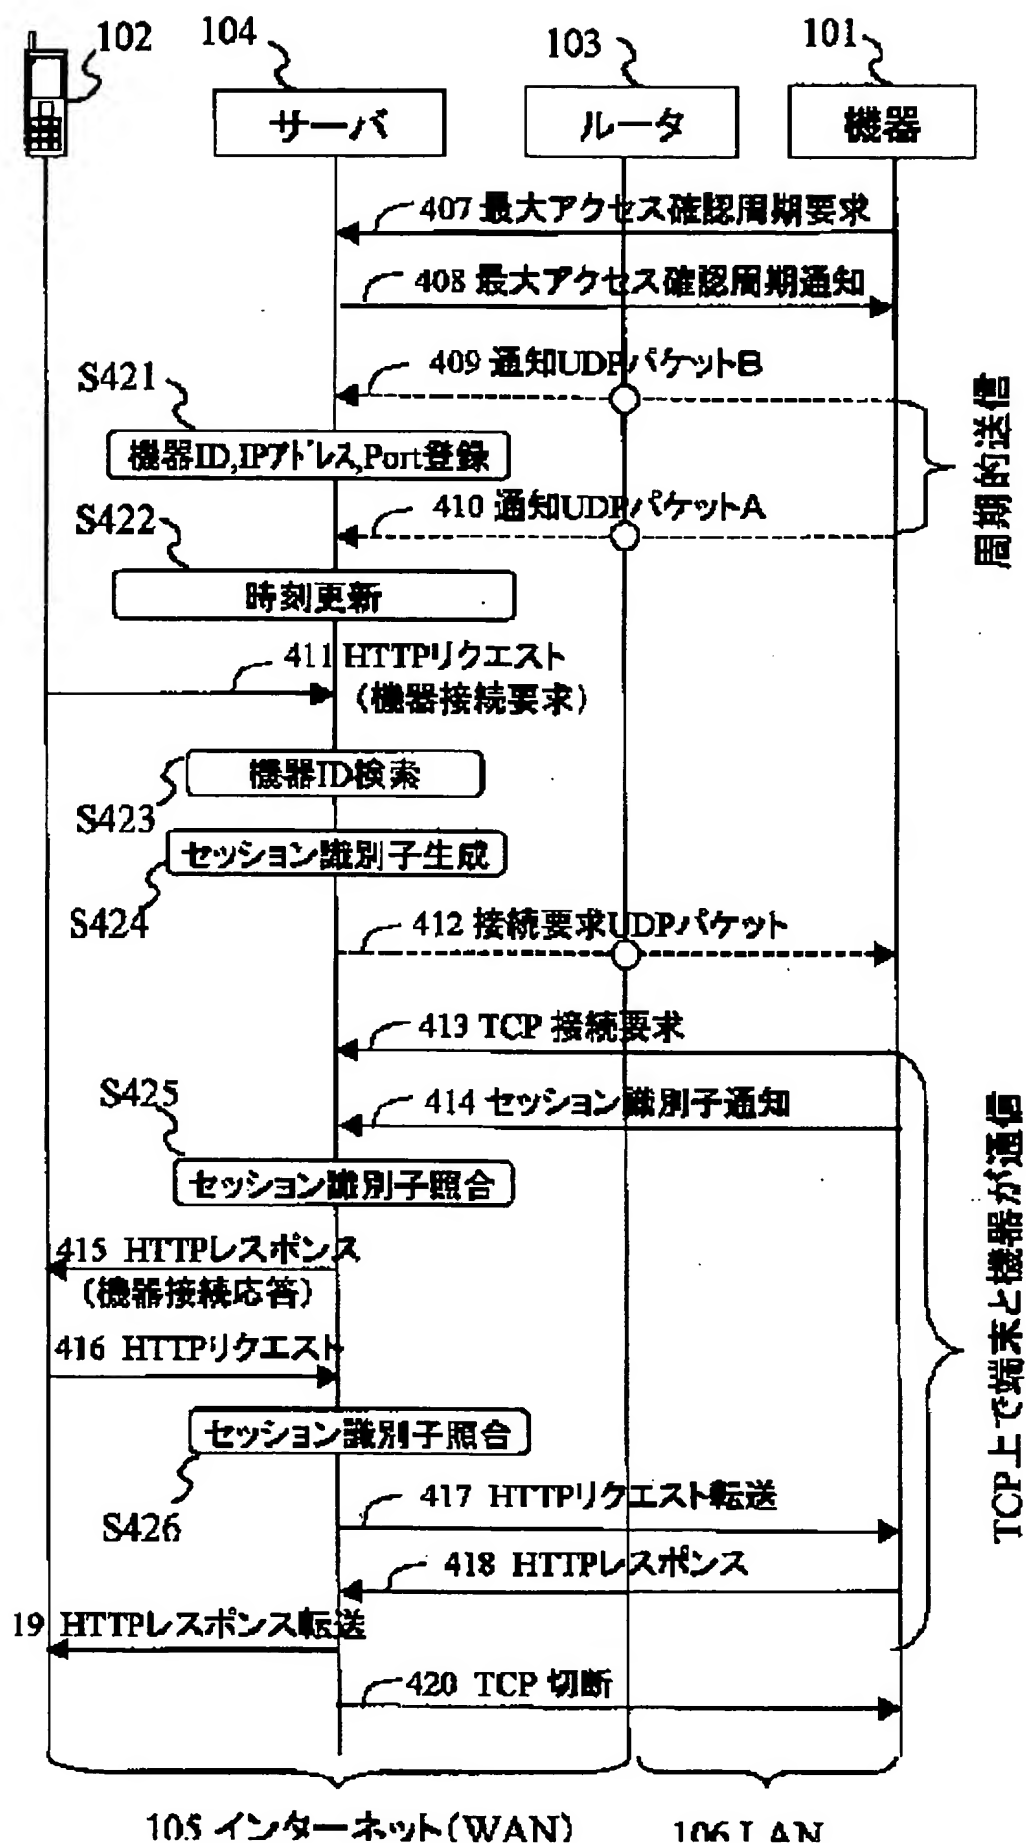 102
104
103
101
サーバ
ルータ
機器
407 最大アクセス確認周期要求
408 最大アクセス確認周期通知
409 通知UDPパケットB
S421
機器ID,IPアドレス,Port登録
410 通知UDPパケットA
周期的送信
S422
時刻更新
411 HTTPリクエスト
(機器接続要求)
機器ID検索
S423
セッション識別子生成
S424
412 接続要求UDPパケット
413 TCP 接続要求
414 セッション識別子通知
S425
セッション識別子照合
415 HTTPレスポンス
(機器接続応答)
416 HTTPリクエスト
TCP上で端末と機器が通信
セッション識別子照合
S426
417 HTTPリクエスト転送
418 HTTPレスポンス
19 HTTPレスポンス転送
420 TCP 切断
105 インターネット(WAN)
106 LAN